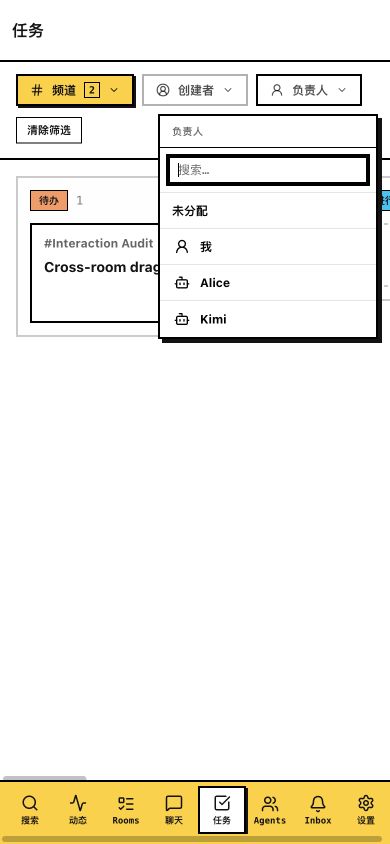 任务
频道 2
创建者
负责人
清除筛选
负责人
搜索…
未分配
我
Alice
Kimi
待办 1
#Interaction Audit
Cross-room drag
搜索
动态
Rooms
聊天
任务
Agents
Inbox
设置